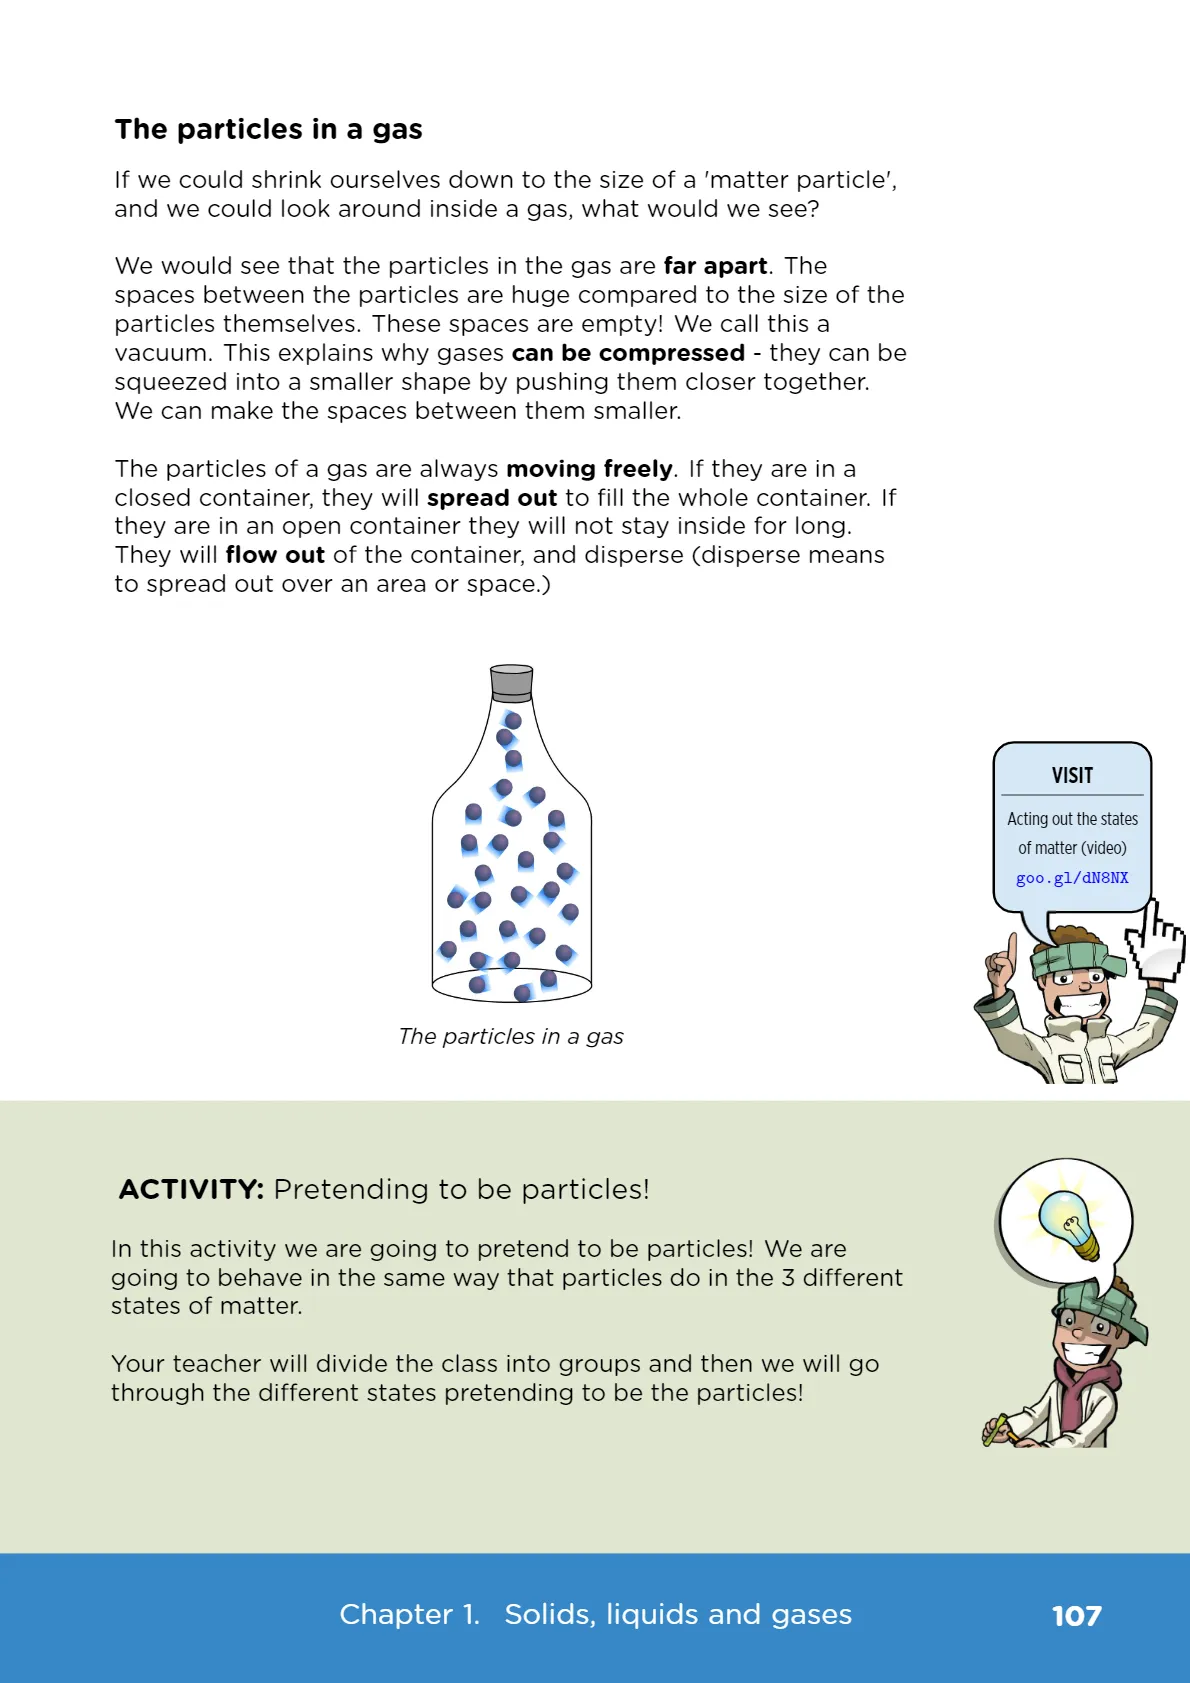 The particles in a gas
If we could shrink ourselves down to the size of a 'matter particle',
and we could look around inside a gas, what would we see?
We would see that the particles in the gas are far apart. The
spaces between the particles are huge compared to the size of the
particles themselves. These spaces are empty! We call this a
vacuum. This explains why gases can be compressed - they can be
squeezed into a smaller shape by pushing them closer together.
We can make the spaces between them smaller.
The particles of a gas are always moving freely. If they are in a
closed container, they will spread out to fill the whole container. If
they are in an open container they will not stay inside for long.
They will flow out of the container, and disperse (disperse means
to spread out over an area or space.)
The particles in a gas
VISIT
Acting out the states
of matter (video)
goo.gl/dN8NX
ACTIVITY: Pretending to be particles!
In this activity we are going to pretend to be particles! We are
going to behave in the same way that particles do in the 3 different
states of matter.
Your teacher will divide the class into groups and then we will go
through the different states pretending to be the particles!
Chapter 1. Solids, liquids and gases 107